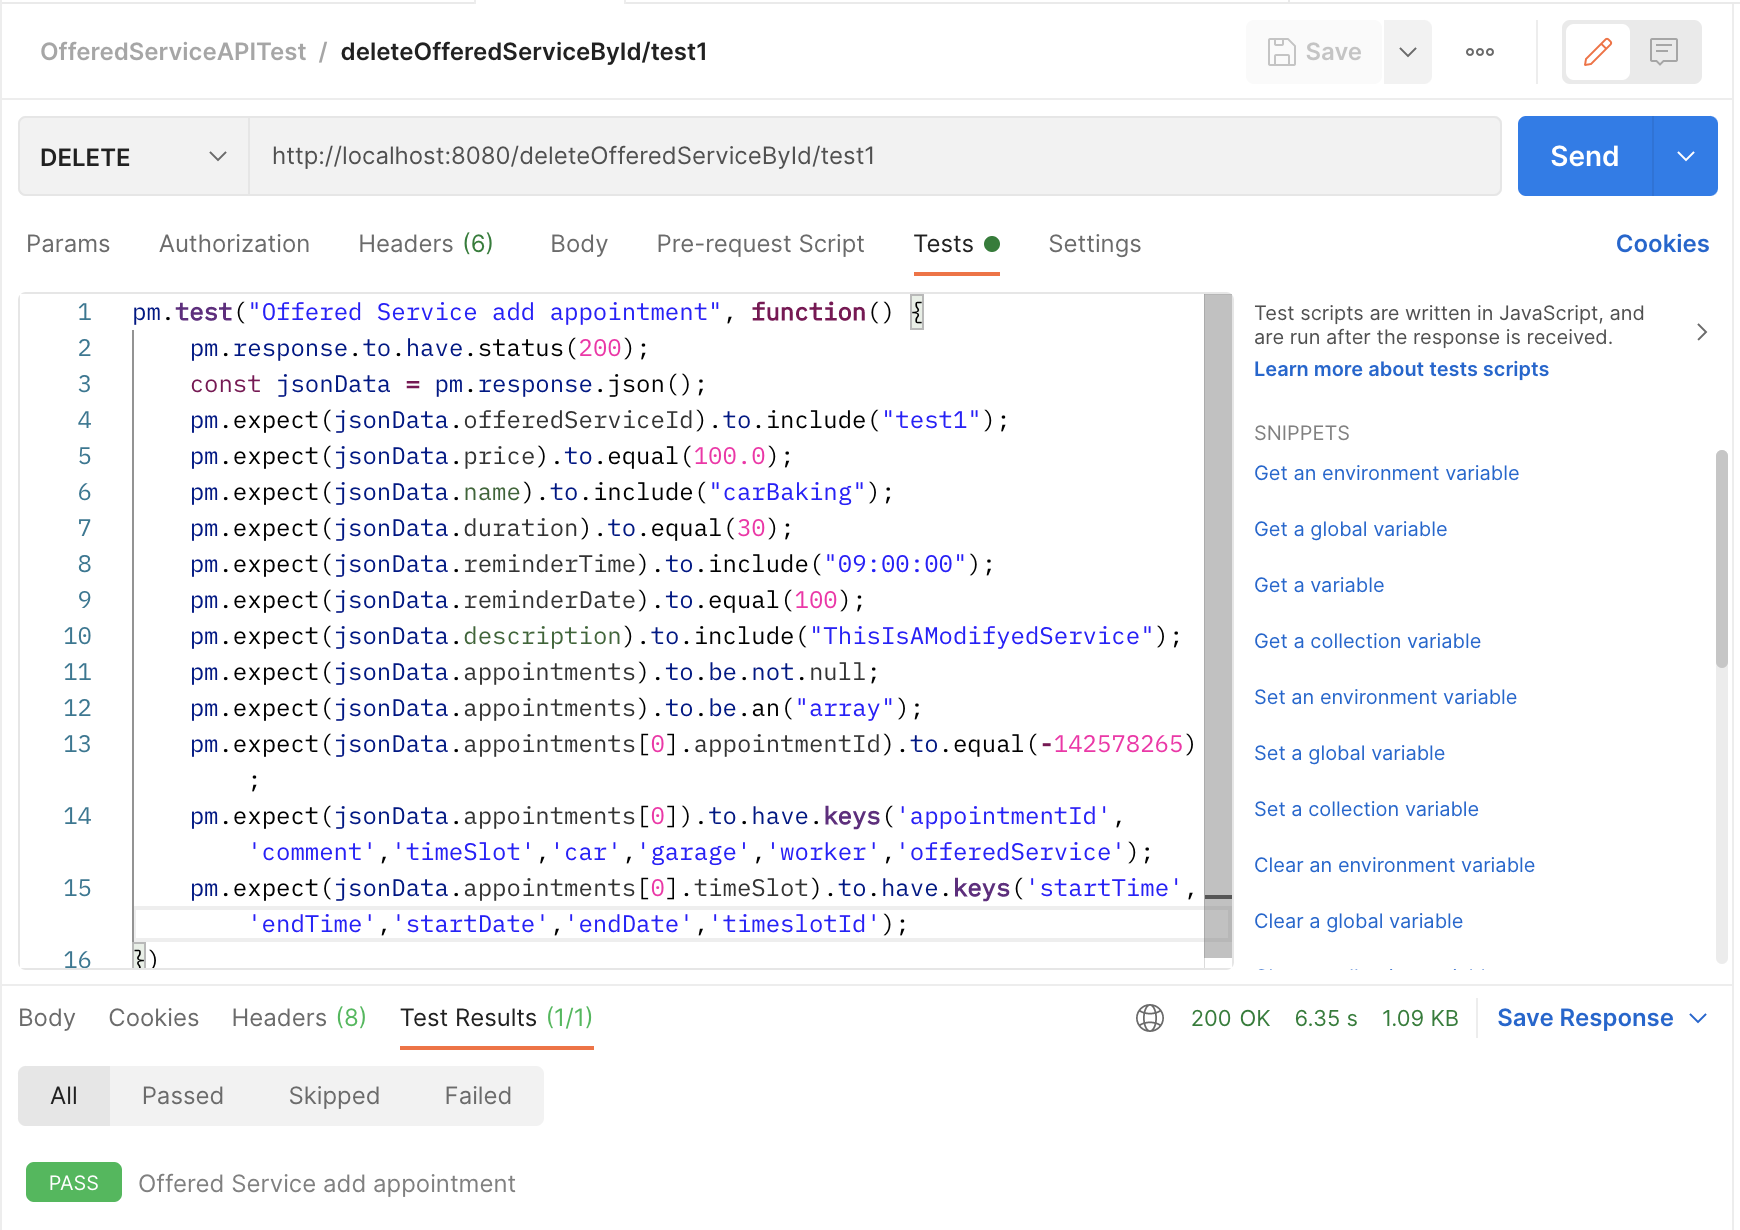 OfferedServiceAPITest / deleteOfferedServiceById/test1
Save
DELETE
http://localhost:8080/deleteOfferedServiceById/test1
Send
Params Authorization Headers (6) Body Pre-request Script Tests Settings
Cookies
1 pm.test("Offered Service add appointment", function() {
2 pm.response.to.have.status(200);
3 const jsonData = pm.response.json();
4 pm.expect(jsonData.offeredServiceId).to.include("test1");
5 pm.expect(jsonData.price).to.equal(100.0);
6 pm.expect(jsonData.name).to.include("carBaking");
7 pm.expect(jsonData.duration).to.equal(30);
8 pm.expect(jsonData.reminderTime).to.include("09:00:00");
9 pm.expect(jsonData.reminderDate).to.equal(100);
10 pm.expect(jsonData.description).to.include("ThisIsAModifyedService");
11 pm.expect(jsonData.appointments).to.be.not.null;
12 pm.expect(jsonData.appointments).to.be.an("array");
13 pm.expect(jsonData.appointments[0].appointmentId).to.equal(-142578265)
;
14 pm.expect(jsonData.appointments[0]).to.have.keys('appointmentId',
'comment','timeSlot','car','garage','worker','offeredService');
15 pm.expect(jsonData.appointments[0].timeSlot).to.have.keys('startTime',
'endTime','startDate','endDate','timeslotId');
16 })
Test scripts are written in JavaScript, and
are run after the response is received.
Learn more about tests scripts
SNIPPETS
Get an environment variable
Get a global variable
Get a variable
Get a collection variable
Set an environment variable
Set a global variable
Set a collection variable
Clear an environment variable
Clear a global variable
Body Cookies Headers (8) Test Results (1/1)
200 OK 6.35 s 1.09 KB Save Response
All Passed Skipped Failed
PASS Offered Service add appointment